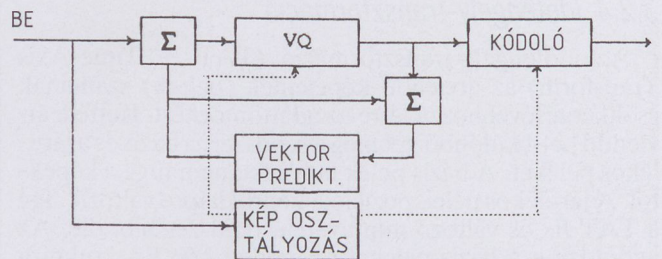 BE
Σ
VQ
KÓDOLÓ
Σ
VEKTOR
PREDIKT.
KÉP OSZ-
TÁLYOZÁS